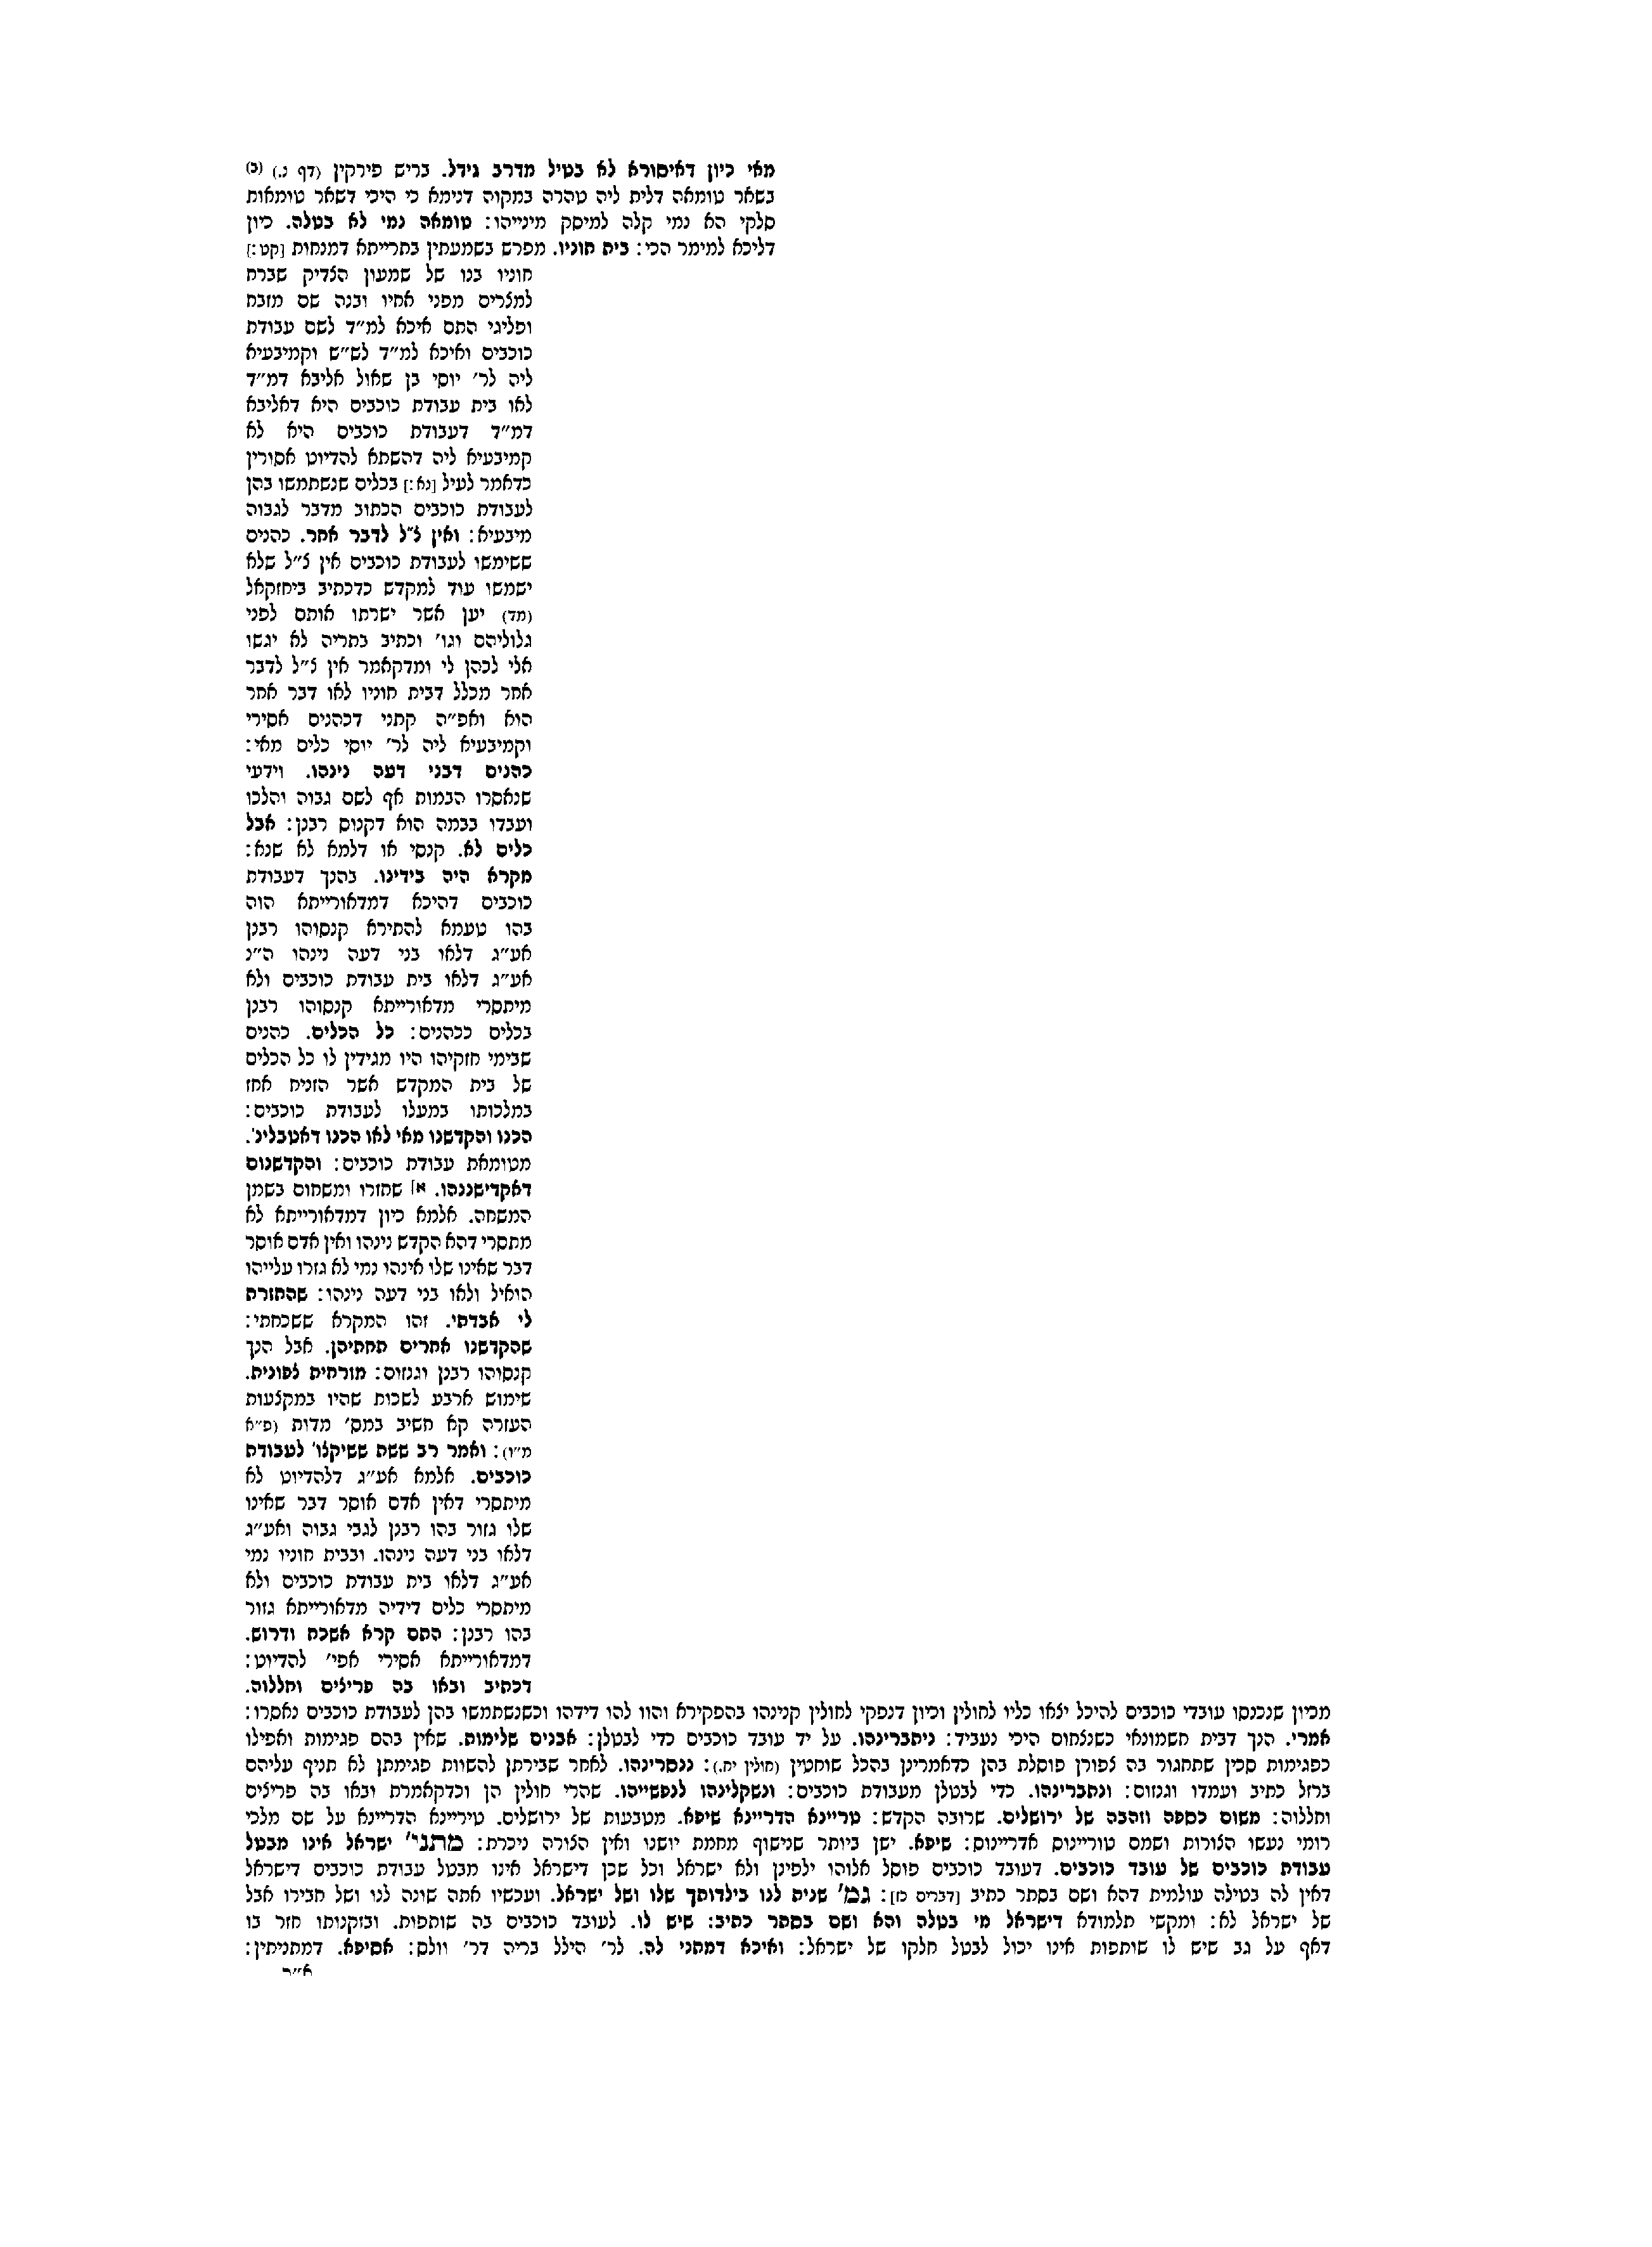 מאי כיון דאיסורא לא בטיל מדרב גידל. בריש פירקין (דף נ.) (ב)
בשאר טומאה דלית ליה טהרה במקוה דנימא כי היכי דשאר טומאות
סלקי הא נמי קלה למיסק מינייהו: טומאה נמי לא בטלה. כיון
דליכא למימר הכי: בית חוניו. מפרש בשמעתין בתרייתא דמנחות [קט:]
חוניו בנו של שמעון הצדיק שברח
למצרים מפני אחיו ובנה שם מזבח
ופליגי התם איכא למ״ד לשם עבודת
כוכבים ואיכא למ״ד לש״ש וקמיבעיא
ליה לר׳ יוסי בן שאול אליבא דמ״ד
לאו בית עבודת כוכבים היא דאליבא
דמ״ד דעבודת כוכבים היא לא
קמיבעיא ליה דהשתא להדיוט אסורין
כדאמר לעיל [נא:] בכלים שנשתמשו בהן
לעבודת כוכבים הכתוב מדבר לגבוה
מיבעיא: ואין צ״ל לדבר אחר. כהנים
ששימשו לעבודת כוכבים אין צ״ל שלא
ישמשו עוד למקדש כדכתיב ביחזקאל
(מד) יען אשר ישרתו אותם לפני
גלוליהם וגו׳ וכתיב בתריה לא יגשו
אלי לכהן לי ומדקאמר אין צ״ל לדבר
אחר מכלל דבית חוניו לאו דבר אחר
הוא ואפ״ה קתני דכהנים אסירי
וקמיבעיא ליה לר׳ יוסי כלים מאי:
כהנים דבני דעה נינהו. וידעי
שנאסרו הבמות אף לשם גבוה והלכו
ועבדו בבמה הוא דקנוס רבנן: אבל
כלים לא. קנסי או דלמא לא שנא:
מקרא היה בידינו. בהנך דעבודת
כוכבים דהיכא דמדאורייתא הוה
בהו טעמא להתירא קנסוהו רבנן
אע״ג דלאו בני דעה נינהו ה״נ
אע״ג דלאו בית עבודת כוכבים ולא
מיתסרי מדאורייתא קנסוהו רבנן
בכלים ככהנים: כל הכלים. כהנים
שבימי חזקיהו היו מגידין לו כל הכלים
של בית המקדש אשר הזניח אחז
במלכותו במעלו לעבודת כוכבים:
הכנו והקדשנו מאי לאו הכנו דאטבלינ׳.
מטומאת עבודת כוכבים: והקדשנום
דאקדישננהו. א] שחזרו ומשחום בשמן
המשחה. אלמא כיון דמדאורייתא לא
מתסרי דהא הקדש נינהו ואין אדם אוסר
דבר שאינו שלו אינהו נמי לא גזרו עלייהו
הואיל ולאו בני דעה נינהו: שהחזרת
לי אבדתי. זהו המקרא ששכחתי:
שהקדשנו אחרים תחתיהן. אבל הנך
קנסוהו רבנן וגנזום: מזרחית צפונית.
שימוש ארבע לשכות שהיו במקצעות
העזרה קא חשיב במס׳ מדות (פ״א
מ״ו): ואמר רב ששת ששיקצו׳ לעבודת
כוכבים. אלמא אע״ג דלהדיוט לא
מיתסרי דאין אדם אוסר דבר שאינו
שלו גזור בהו רבנן לגבי גבוה ואע״ג
דלאו בני דעה נינהו. ובבית חוניו נמי
אע״ג דלאו בית עבודת כוכבים ולא
מיתסרי כלים דידיה מדאורייתא גזור
בהו רבנן: התם קרא אשכח ודרוש.
דמדאורייתא אסירי אפי׳ להדיוט:
דכתיב ובאו בה פריצים וחללוה.
מכיון שנכנסו עובדי כוכבים להיכל יצאו כליו לחולין וכיון דנפקי לחולין קנינהו בהפקירא והוו להו דידהו וכשנשתמשו בהן לעבודת כוכבים נאסרו:
אמרי. הנך דבית חשמונאי כשנצחום היכי נעביד: ניתברינהו. על יד עובד כוכבים כדי לבטלן: אבנים שלימות. שאין בהם פגימות ואפילו
כפגימות סכין שתחגור בה צפורן פוסלת בהן כדאמרינן בהכל שוחטין (חולין יח.): ננסרינהו. לאחר שבירתן להשוות פגימתן לא תניף עליהם
ברזל כתיב ועמדו וגנזום: ונתברינהו. כדי לבטלן מעבודת כוכבים: ונשקלינהו לנפשייהו. שהרי חולין הן וכדקאמרת ובאו בה פריצים
וחללוה: משום כספה וזהבה של ירושלים. שרובה הקדש: טריינא הדריינא שיפא. מטבעות של ירושלים. טיריינא הדריינא על שם מלכי
רומי נעשו הצורות ושמם טוריינוס אדריינוס: שיפא. ישן ביותר שנישוף מחמת יושנו ואין הצורה ניכרת: מתני׳ ישראל אינו מבטל
עבודת כוכבים של עובד כוכבים. דעובד כוכבים פוסל אלוהו ילפינן ולא ישראל וכל שכן דישראל אינו מבטל עבודת כוכבים דישראל
דאין לה בטילה עולמית דהא ושם בסתר כתיב [דברים כז]: גמ׳ שנית לנו בילדותך שלו ושל ישראל. ועכשיו אתה שונה לנו ושל חבירו אבל
של ישראל לא: ומקשי תלמודא דישראל מי בטלה והא ושם בסתר כתיב: שיש לו. לעובד כוכבים בה שותפות. ובזקנותו חזר בו
דאף על גב שיש לו שותפות אינו יכול לבטל חלקו של ישראל: ואיכא דמתני לה. לר׳ הילל בריה דר׳ וולס: אסיפא. דמתניתין:
א״ר